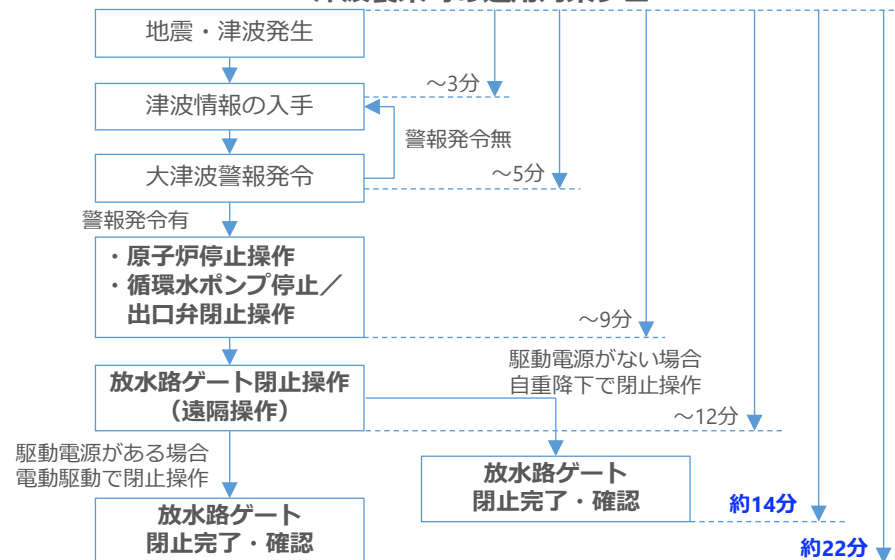 地震・津波発生
～3分
津波情報の入手
警報発令無
大津波警報発令
～5分
警報発令有
・原子炉停止操作
・循環水ポンプ停止／
出口弁閉止操作
～9分
駆動電源がない場合
自重降下で閉止操作
放水路ゲート閉止操作
（遠隔操作）
～12分
駆動電源がある場合
電動駆動で閉止操作
放水路ゲート
閉止完了・確認
約14分
放水路ゲート
閉止完了・確認
約22分